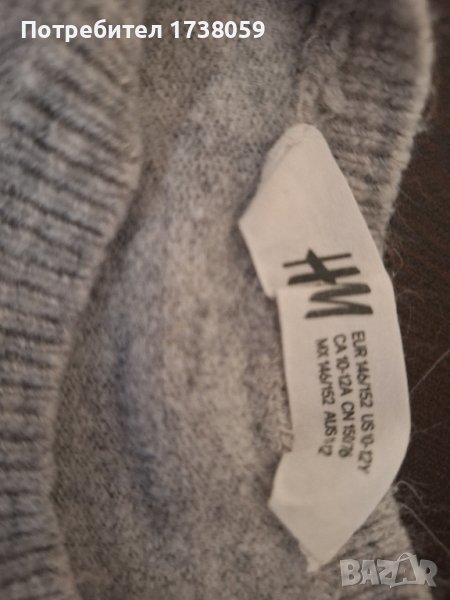 Потребител 1738059
H&M
EUR 146/152 US 10-12Y
CA 10-12A CN 150/76
MX 146/152 AUS 12
BAZAR